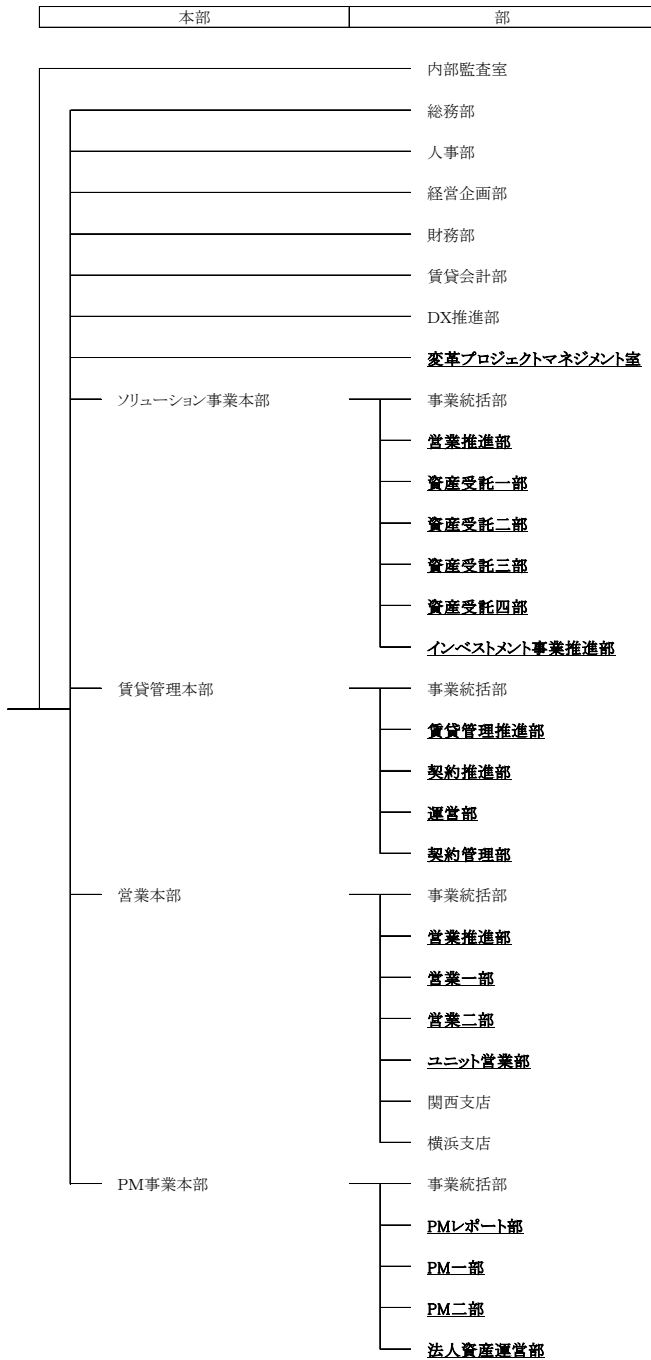 本部 部
内部監査室
総務部
人事部
経営企画部
財務部
賃貸会計部
DX推進部
変革プロジェクトマネジメント室
ソリューション事業本部 事業統括部
営業推進部
資産受託一部
資産受託二部
資産受託三部
資産受託四部
インベストメント事業推進部
賃貸管理本部 事業統括部
賃貸管理推進部
契約推進部
運営部
契約管理部
営業本部 事業統括部
営業推進部
営業一部
営業二部
ユニット営業部
関西支店
横浜支店
PM事業本部 事業統括部
PMレポート部
PM一部
PM二部
法人資産運営部